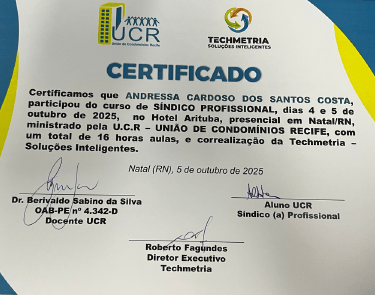 UCR
União de Condomínios Recife
TECHMETRIA
SOLUÇÕES INTELIGENTES
CERTIFICADO
Certificamos que ANDRESSA CARDOSO DOS SANTOS COSTA,
participou do curso de SÍNDICO PROFISSIONAL, dias 4 e 5 de
outubro de 2025, no Hotel Arituba, presencial em Natal/RN,
ministrado pela U.C.R – UNIÃO DE CONDOMÍNIOS RECIFE, com
um total de 16 horas aulas, e correalização da Techmetria –
Soluções Inteligentes.
Natal (RN), 5 de outubro de 2025
Dr. Berivaldo Sabino da Silva
OAB-PE nº 4.342-D
Docente UCR
Aluno UCR
Síndico (a) Profissional
Roberto Fagundes
Diretor Executivo
Techmetria